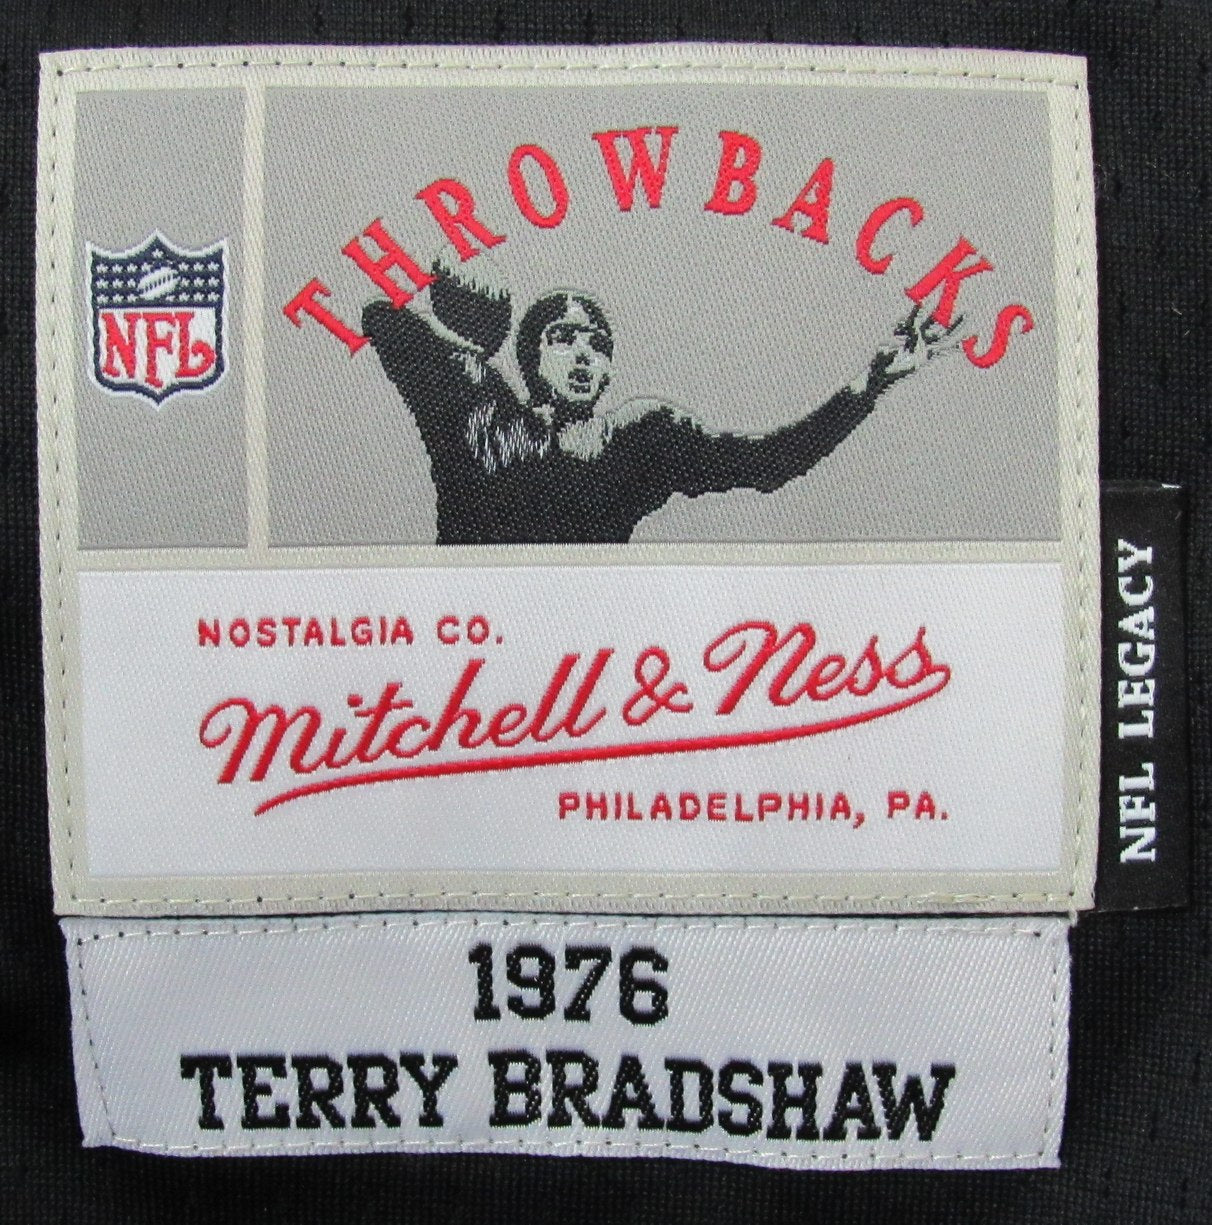 THROWBACKS
NFL
NOSTALGIA CO.
Mitchell & Ness
PHILADELPHIA, PA.
NFL LEGACY
1976
TERRY BRADSHAW